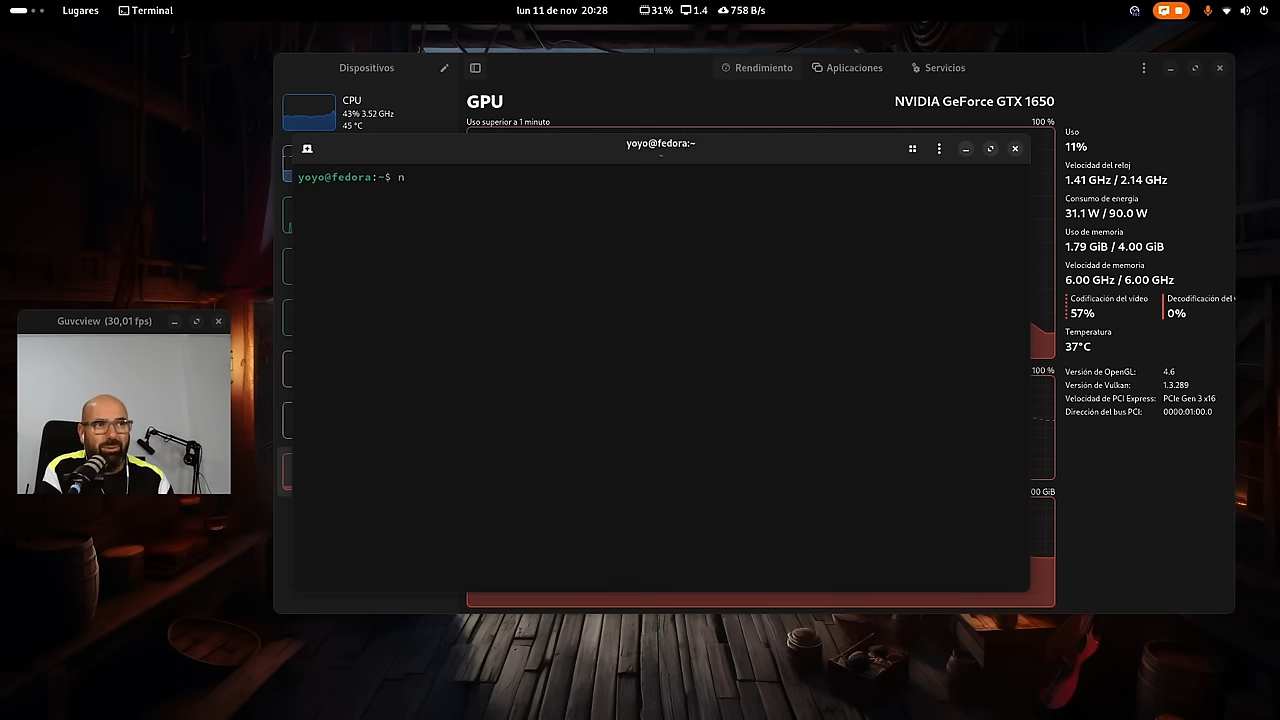 Lugares
Terminal
lun 11 de nov 20:28
31% 1.4 758 B/s
Dispositivos
Rendimiento
Aplicaciones
Servicios
CPU
43% 3.52 GHz
45 °C
GPU
NVIDIA GeForce GTX 1650
Uso superior a 1 minuto
100 %
yoyo@fedora:~
~
yoyo@fedora:~$ n
Uso
11%
Velocidad del reloj
1.41 GHz / 2.14 GHz
Consumo de energía
31.1 W / 90.0 W
Uso de memoria
1.79 GiB / 4.00 GiB
Velocidad de memoria
6.00 GHz / 6.00 GHz
Codificación del vídeo
57%
Decodificación del
0%
Temperatura
37°C
100 %
Versión de OpenGL: 4.6
Versión de Vulkan: 1.3.289
Velocidad de PCI Express: PCIe Gen 3 x16
Dirección del bus PCI: 0000:01:00.0
00 GiB
Guvcview (30,01 fps)